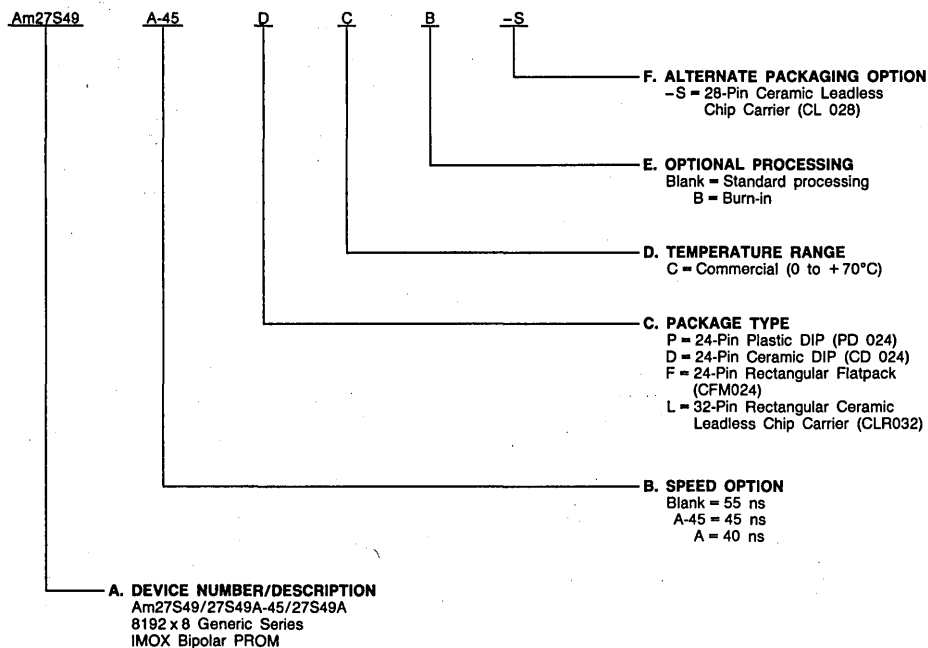 Am27S49 A-45 D C B -S
F. ALTERNATE PACKAGING OPTION
-S = 28-Pin Ceramic Leadless
Chip Carrier (CL 028)
E. OPTIONAL PROCESSING
Blank = Standard processing
B = Burn-in
D. TEMPERATURE RANGE
C = Commercial (0 to +70°C)
C. PACKAGE TYPE
P = 24-Pin Plastic DIP (PD 024)
D = 24-Pin Ceramic DIP (CD 024)
F = 24-Pin Rectangular Flatpack
(CFM024)
L = 32-Pin Rectangular Ceramic
Leadless Chip Carrier (CLR032)
B. SPEED OPTION
Blank = 55 ns
A-45 = 45 ns
A = 40 ns
A. DEVICE NUMBER/DESCRIPTION
Am27S49/27S49A-45/27S49A
8192 x 8 Generic Series
IMOX Bipolar PROM